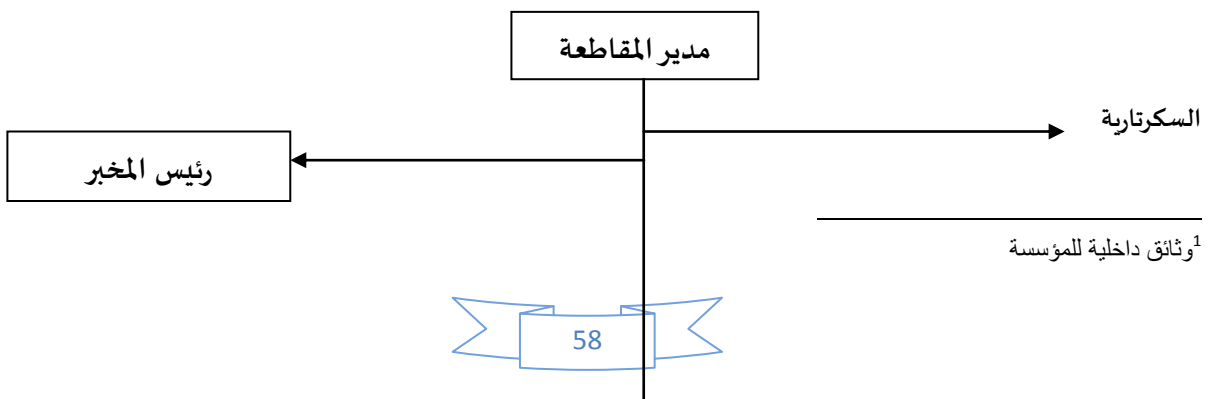 مدير المقاطعة
السكرتارية
رئيس المخبر
1وثائق داخلية للمؤسسة
58